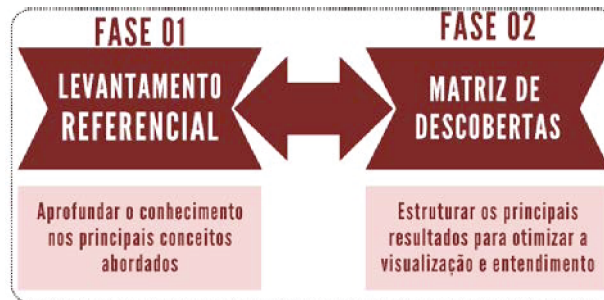 FASE 01
LEVANTAMENTO
REFERENCIAL
Aprofundar o conhecimento
nos principais conceitos
abordados
FASE 02
MATRIZ DE
DESCOBERTAS
Estruturar os principais
resultados para otimizar a
visualização e entendimento